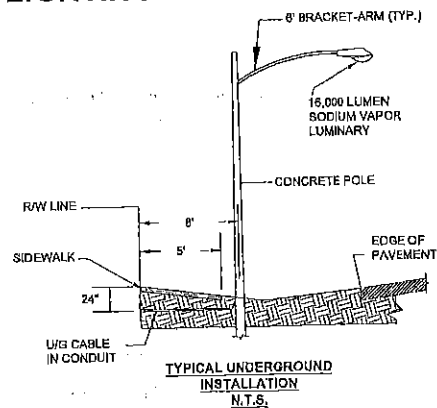 6' BRACKET-ARM (TYP.)
16,000 LUMEN
SODIUM VAPOR
LUMINARY
CONCRETE POLE
R/W LINE
6'
5'
SIDEWALK
EDGE OF
PAVEMENT
24"
U/G CABLE
IN CONDUIT
TYPICAL UNDERGROUND
INSTALLATION
N.T.S.